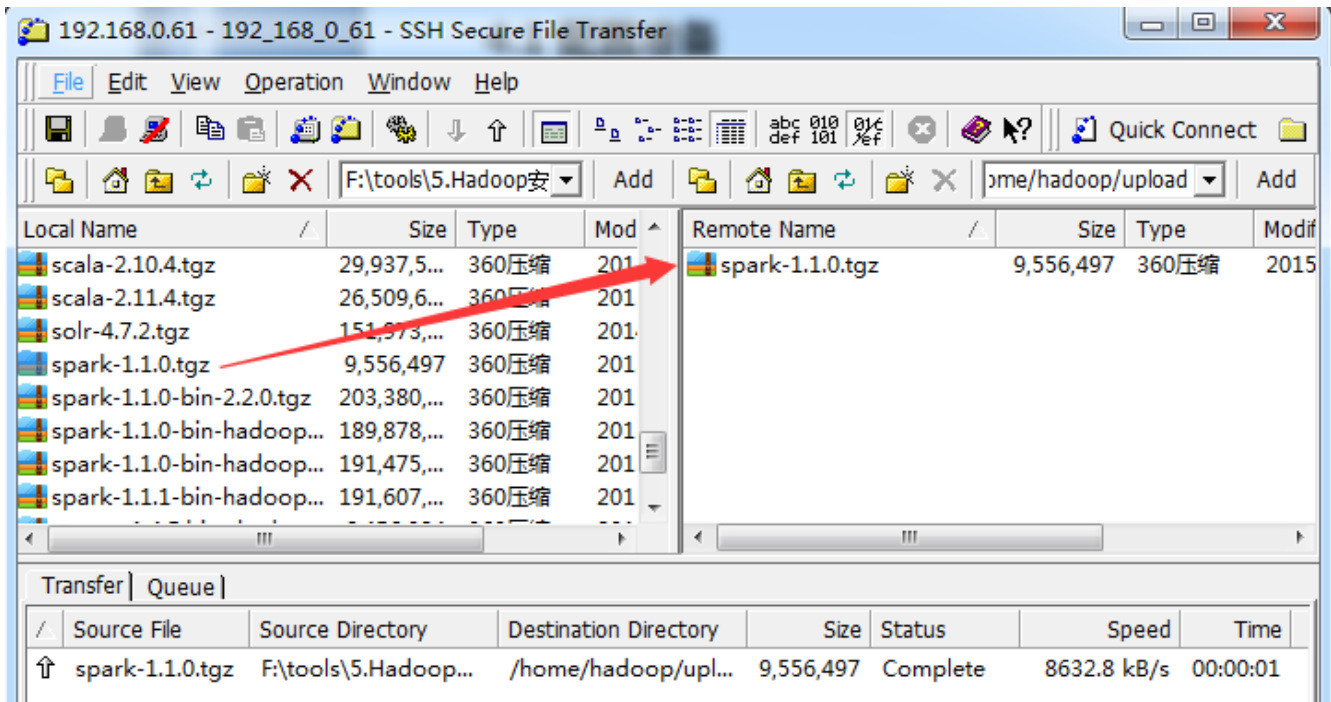 192.168.0.61 - 192_168_0_61 - SSH Secure File Transfer
File Edit View Operation Window Help
abc def 010 101 Quick Connect
F:\tools\5.Hadoop安 Add ome/hadoop/upload Add
Local Name Size Type Mod Remote Name Size Type Modif
scala-2.10.4.tgz 29,937,5... 360压缩 201 spark-1.1.0.tgz 9,556,497 360压缩 2015
scala-2.11.4.tgz 26,509,6... 360压缩 201
solr-4.7.2.tgz 151,973,... 360压缩 201
spark-1.1.0.tgz 9,556,497 360压缩 201
spark-1.1.0-bin-2.2.0.tgz 203,380,... 360压缩 201
spark-1.1.0-bin-hadoop... 189,878,... 360压缩 201
spark-1.1.0-bin-hadoop... 191,475,... 360压缩 201
spark-1.1.1-bin-hadoop... 191,607,... 360压缩 201
Transfer Queue
Source File Source Directory Destination Directory Size Status Speed Time
spark-1.1.0.tgz F:\tools\5.Hadoop... /home/hadoop/upl... 9,556,497 Complete 8632.8 kB/s 00:00:01